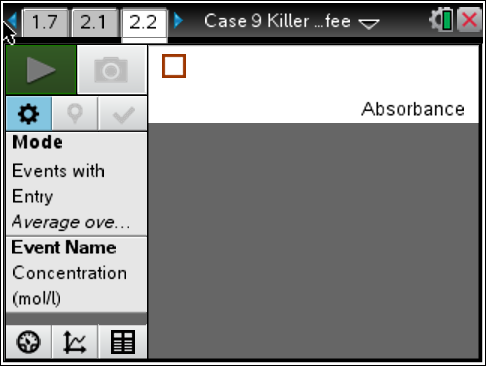 1.7 2.1 2.2 Case 9 Killer ...fee
Absorbance
Mode
Events with
Entry
Average ove...
Event Name
Concentration
(mol/l)